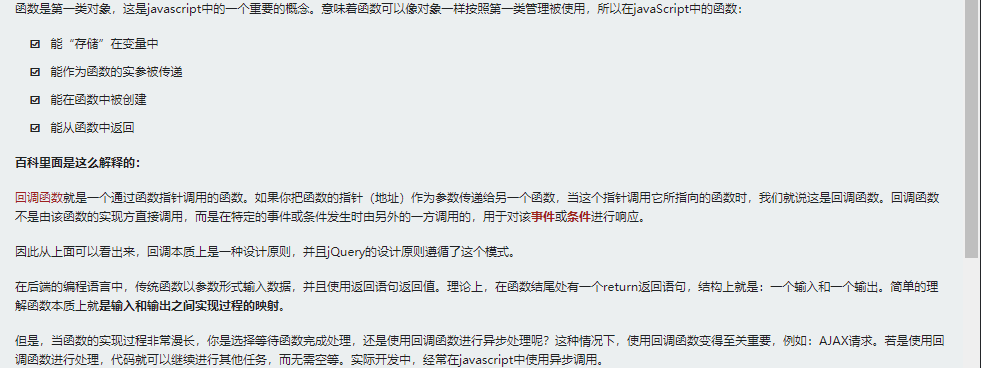 函数是第一类对象，这是javascript中的一个重要的概念。意味着函数可以像对象一样按照第一类管理被使用，所以在javaScript中的函数：
能“存储”在变量中
能作为函数的实参被传递
能在函数中被创建
能从函数中返回
百科里面是这么解释的：
回调函数就是一个通过函数指针调用的函数。如果你把函数的指针（地址）作为参数传递给另一个函数，当这个指针调用它所指向的函数时，我们就说这是回调函数。回调函数
不是由该函数的实现方直接调用，而是在特定的事件或条件发生时由另外的一方调用的，用于对该事件或条件进行响应。
因此从上面可以看出来，回调本质上是一种设计原则，并且jQuery的设计原则遵循了这个模式。
在后端的编程语言中，传统函数以参数形式输入数据，并且使用返回语句返回值。理论上，在函数结尾处有一个return返回语句，结构上就是：一个输入和一个输出。简单的理
解函数本质上就是输入和输出之间实现过程的映射。
但是，当函数的实现过程非常漫长，你是选择等待函数完成处理，还是使用回调函数进行异步处理呢？这种情况下，使用回调函数变得至关重要，例如：AJAX请求。若是使用回
调函数进行处理，代码就可以继续进行其他任务，而无需空等。实际开发中，经常在javascript中使用异步调用。